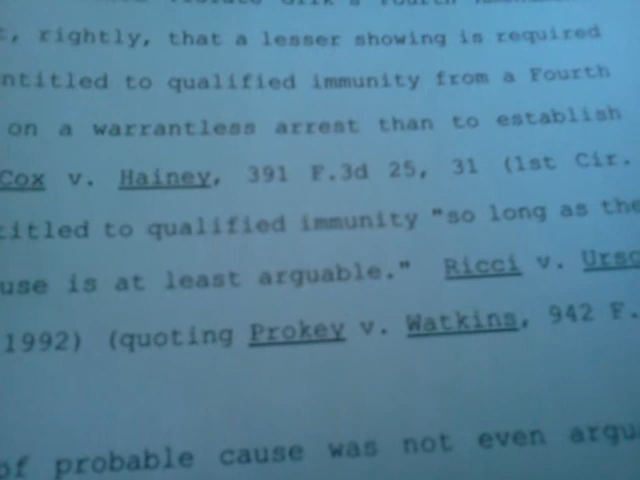 rightly, that a lesser showing is required
ntitled to qualified immunity from a Fourth
on a warrantless arrest than to establish
Cox v. Hainey, 391 F.3d 25, 31 (1st Cir.
titled to qualified immunity "so long as the
use is at least arguable." Ricci v. Urso
1992) (quoting Prokey v. Watkins, 942 F.
of probable cause was not even argu